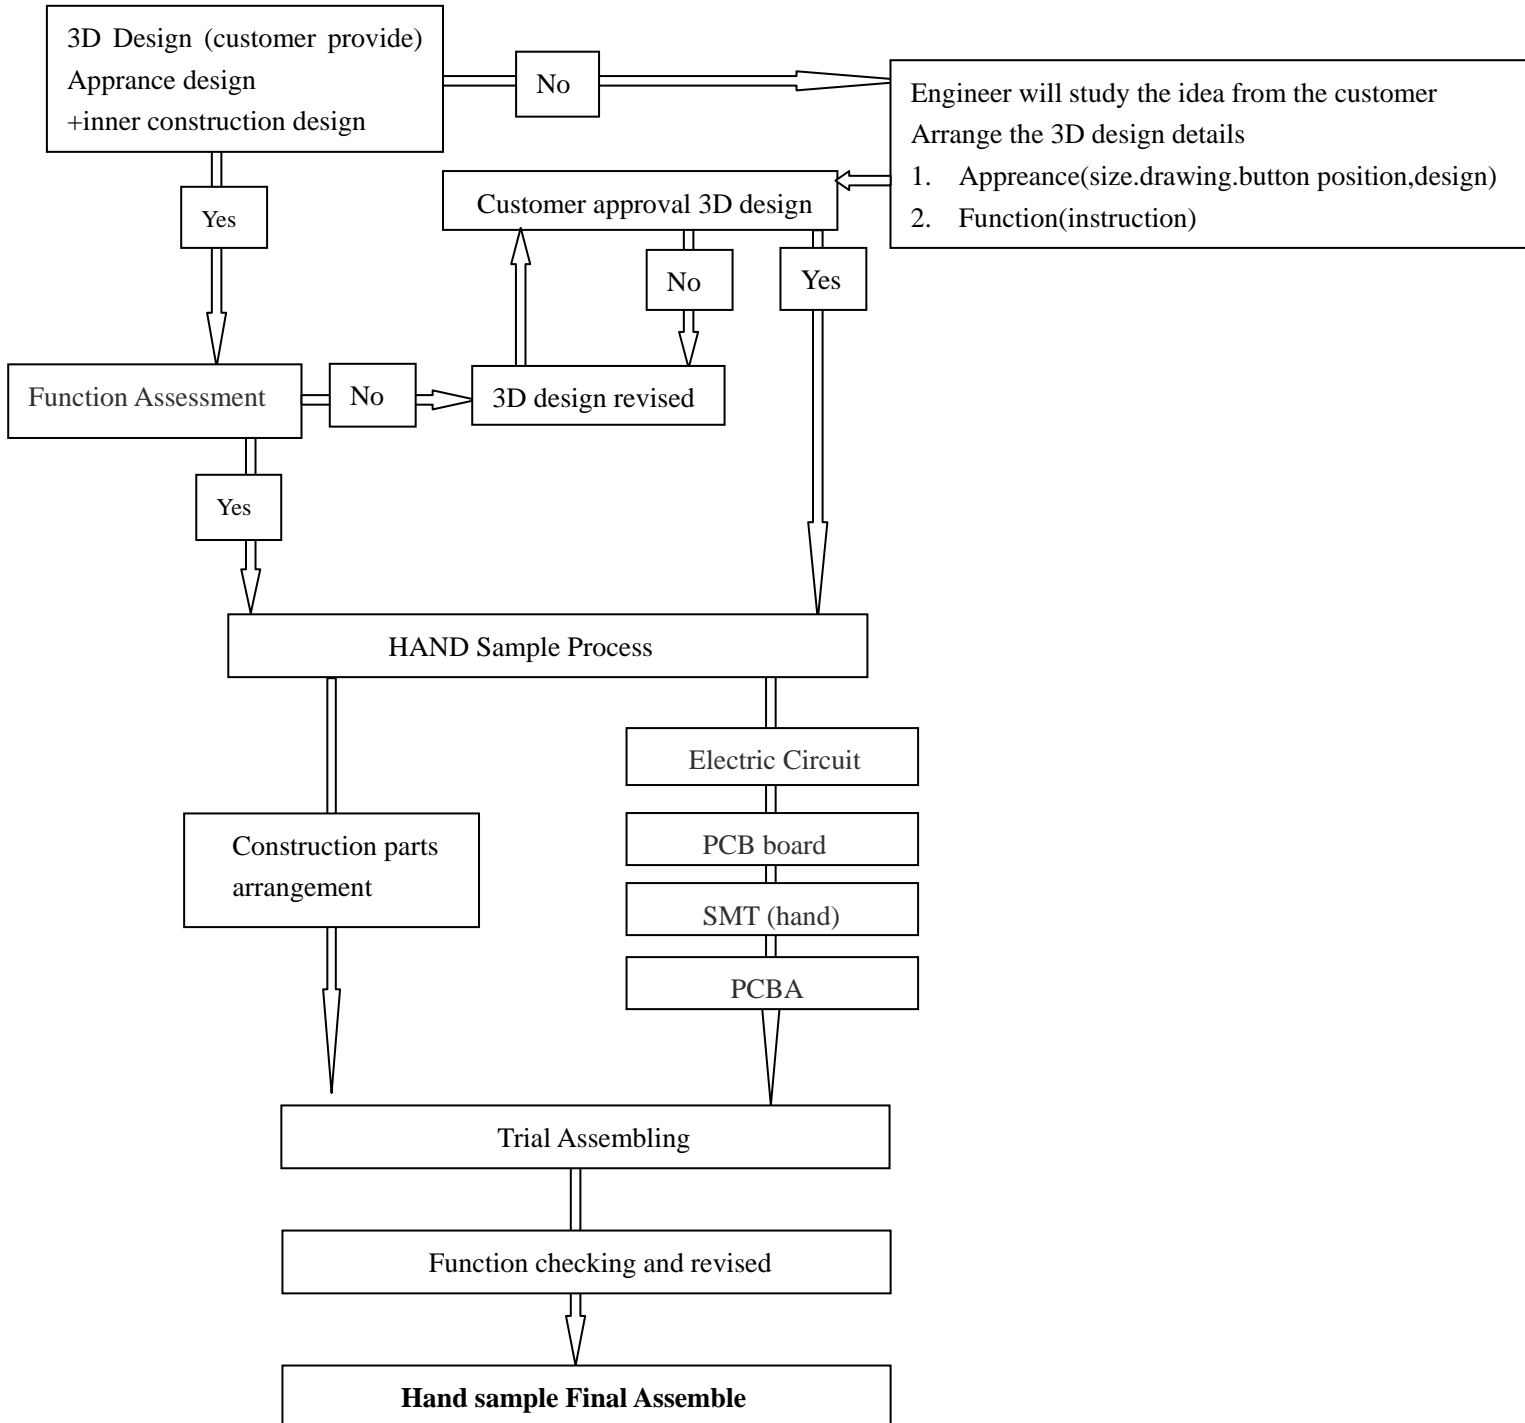 3D Design (customer provide)
Apprance design
+inner construction design
No
Engineer will study the idea from the customer
Arrange the 3D design details
1. Appreance(size.drawing.button position,design)
2. Function(instruction)
Yes
Customer approval 3D design
No
Yes
Function Assessment
No
3D design revised
Yes
HAND Sample Process
Electric Circuit
Construction parts
arrangement
PCB board
SMT (hand)
PCBA
Trial Assembling
Function checking and revised
Hand sample Final Assemble